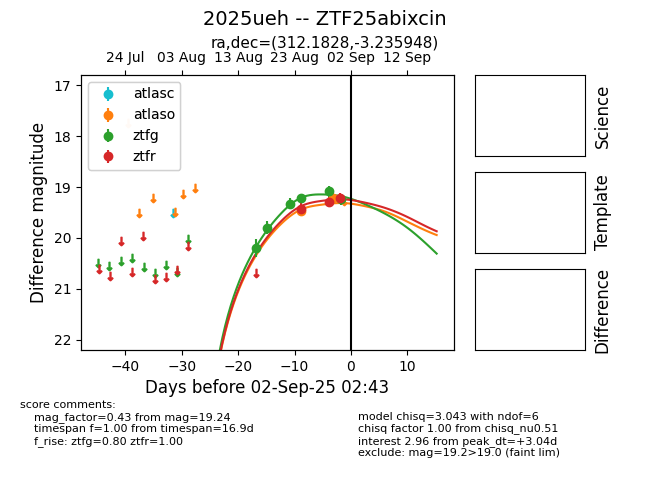 2025ueh -- ZTF25abixcin
ra,dec=(312.1828,-3.235948)
24 Jul 03 Aug 13 Aug 23 Aug 02 Sep 12 Sep
atlasc
atlaso
ztfg
ztfr
17
18
19
20
21
22
Difference magnitude
−40 −30 −20 −10 0 10
Days before 02-Sep-25 02:43
Science
Template
Difference
score comments:
mag_factor=0.43 from mag=19.24
timespan f=1.00 from timespan=16.9d
f_rise: ztfg=0.80 ztfr=1.00
model chisq=3.043 with ndof=6
chisq factor 1.00 from chisq_nu0.51
interest 2.96 from peak_dt=+3.04d
exclude: mag=19.2>19.0 (faint lim)